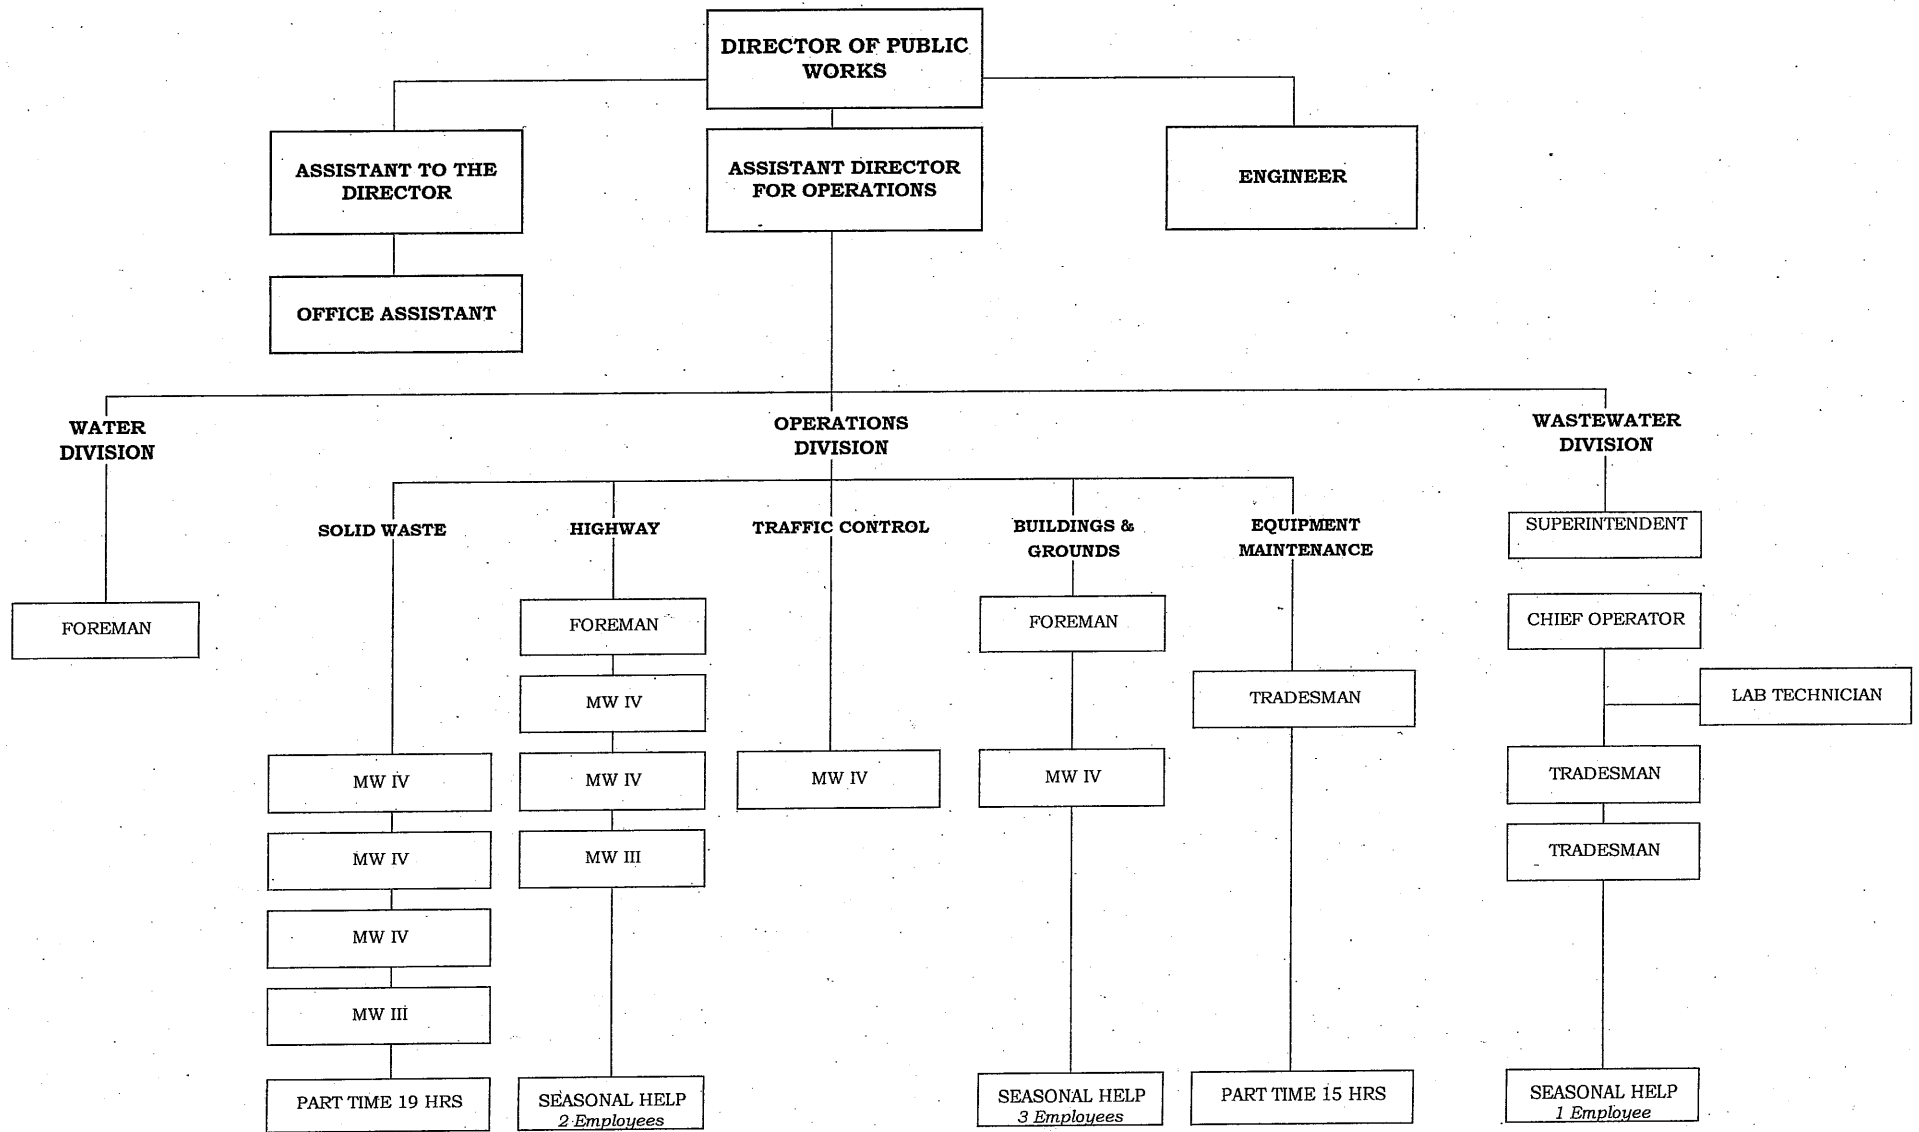 DIRECTOR OF PUBLIC
WORKS
ASSISTANT TO THE
DIRECTOR
ASSISTANT DIRECTOR
FOR OPERATIONS
ENGINEER
OFFICE ASSISTANT
WATER
DIVISION
OPERATIONS
DIVISION
WASTEWATER
DIVISION
SOLID WASTE
HIGHWAY
TRAFFIC CONTROL
BUILDINGS &
GROUNDS
EQUIPMENT
MAINTENANCE
SUPERINTENDENT
FOREMAN
FOREMAN
FOREMAN
CHIEF OPERATOR
MW IV
TRADESMAN
LAB TECHNICIAN
MW IV
MW IV
MW IV
MW IV
TRADESMAN
MW IV
MW III
TRADESMAN
MW IV
MW III
PART TIME 19 HRS
SEASONAL HELP
2 Employees
SEASONAL HELP
3 Employees
PART TIME 15 HRS
SEASONAL HELP
1 Employee